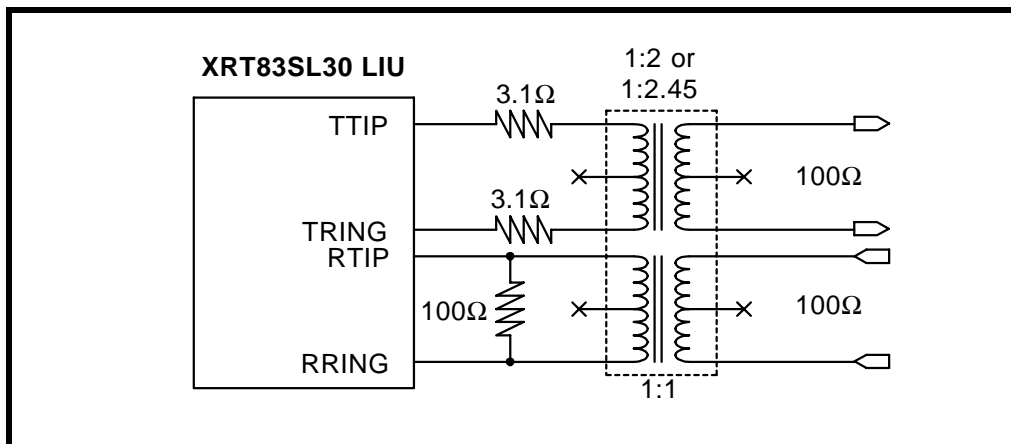 XRT83SL30 LIU
1:2 or
1:2.45
3.1Ω
TTIP
100Ω
3.1Ω
TRING
RTIP
100Ω
100Ω
RRING
1:1